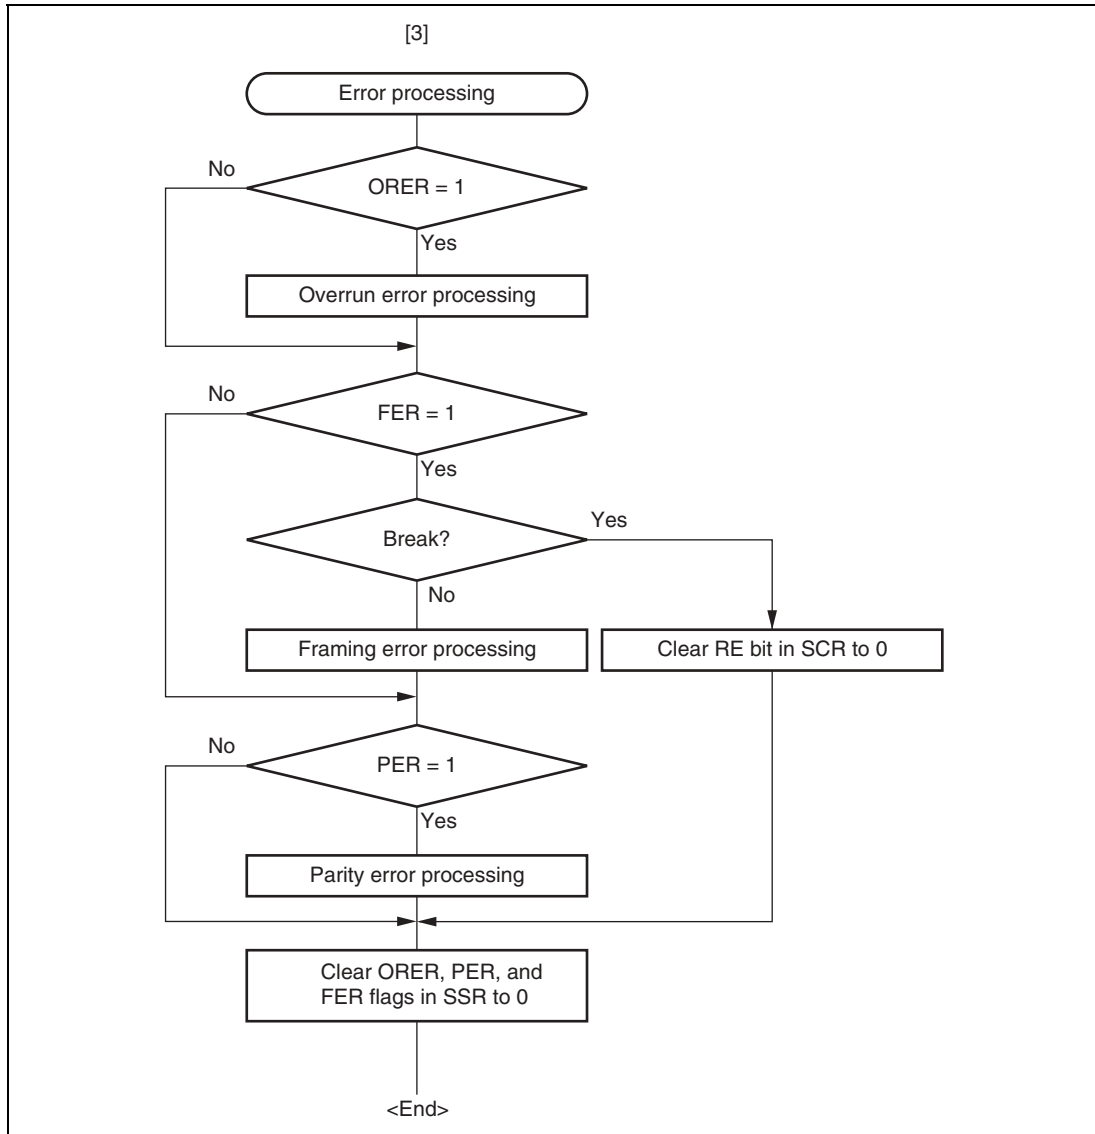 [3]
Error processing
No
ORER = 1
Yes
Overrun error processing
No
FER = 1
Yes
Break?
Yes
No
Framing error processing
Clear RE bit in SCR to 0
No
PER = 1
Yes
Parity error processing
Clear ORER, PER, and
FER flags in SSR to 0
<End>